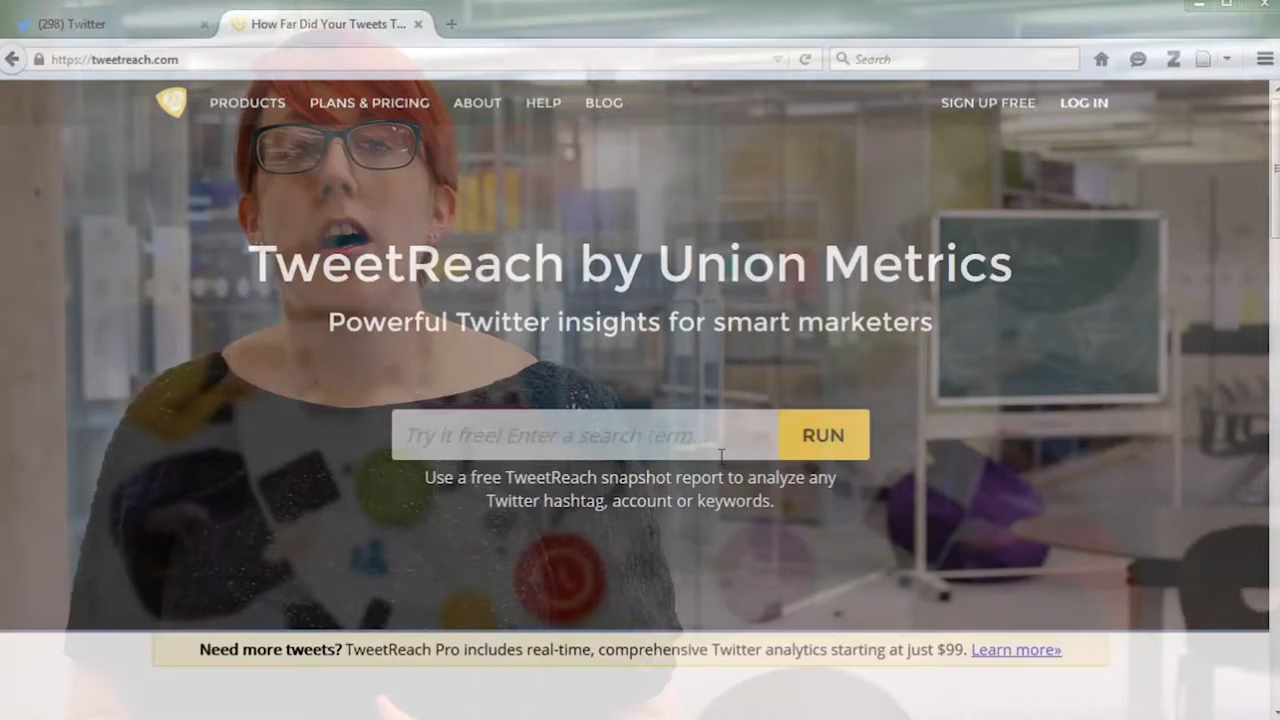 (298) Twitter
How Far Did Your Tweets T...
https://tweetreach.com
Search
PRODUCTS PLANS & PRICING ABOUT HELP BLOG SIGN UP FREE LOG IN
TweetReach by Union Metrics
Powerful Twitter insights for smart marketers
Try it free! Enter a search term...
RUN
Use a free TweetReach snapshot report to analyze any
Twitter hashtag, account or keywords.
Need more tweets? TweetReach Pro includes real-time, comprehensive Twitter analytics starting at just $99. Learn more»